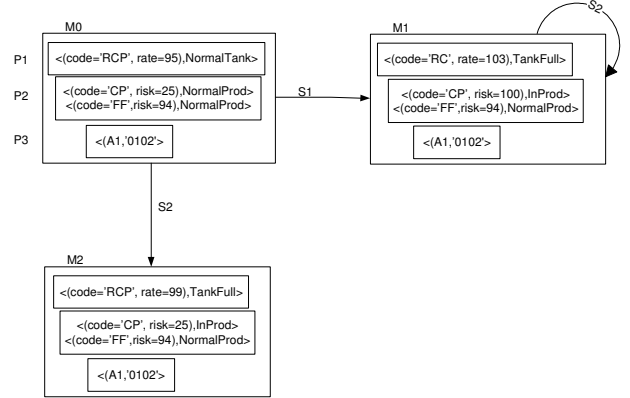 M0
P1
<(code='RCP', rate=95),NormalTank>
P2
<(code='CP', risk=25),NormalProd>
<(code='FF',risk=94),NormalProd>
P3
<(A1,'0102'>
S1
M1
<(code='RC', rate=103),TankFull>
<(code='CP', risk=100),InProd>
<(code='FF',risk=94),NormalProd>
<(A1,'0102'>
S2
S2
M2
<(code='RCP', rate=99),TankFull>
<(code='CP', risk=25),InProd>
<(code='FF',risk=94),NormalProd>
<(A1,'0102'>